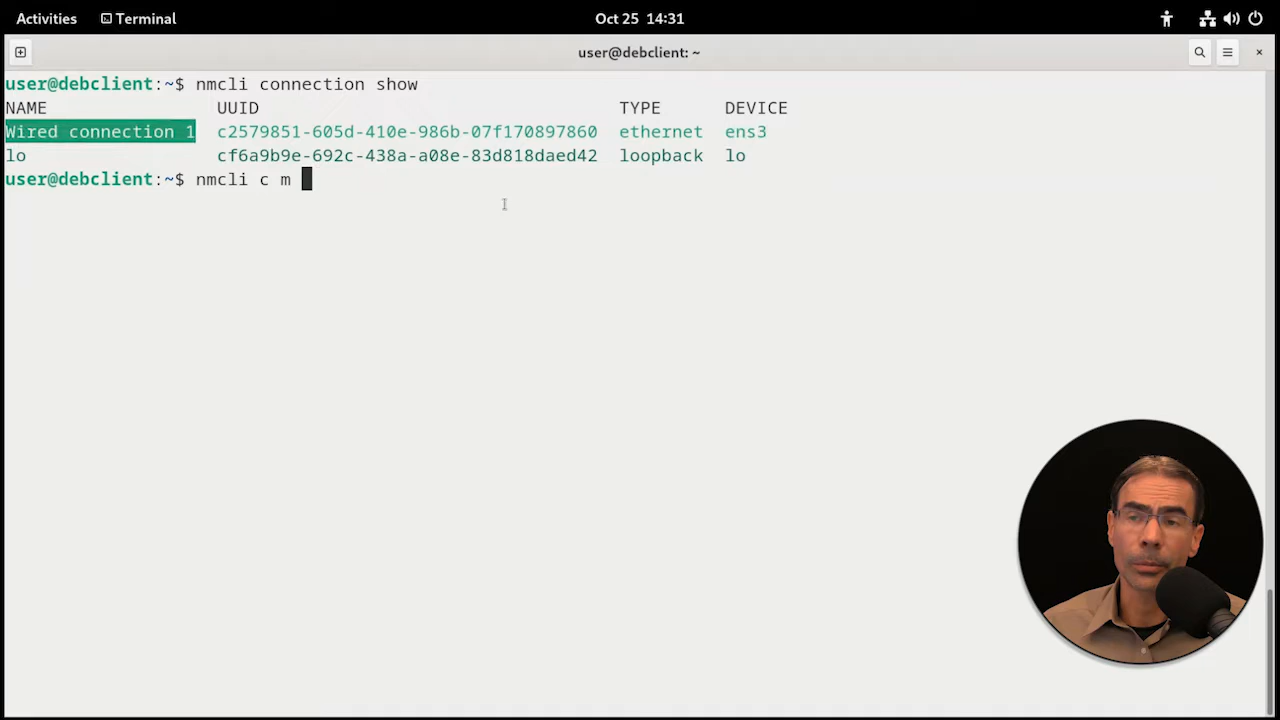 Activities Terminal Oct 25 14:31
user@debclient: ~
user@debclient:~$ nmcli connection show
NAME UUID TYPE DEVICE
Wired connection 1 c2579851-605d-410e-986b-07f170897860 ethernet ens3
lo cf6a9b9e-692c-438a-a08e-83d818daed42 loopback lo
user@debclient:~$ nmcli c m